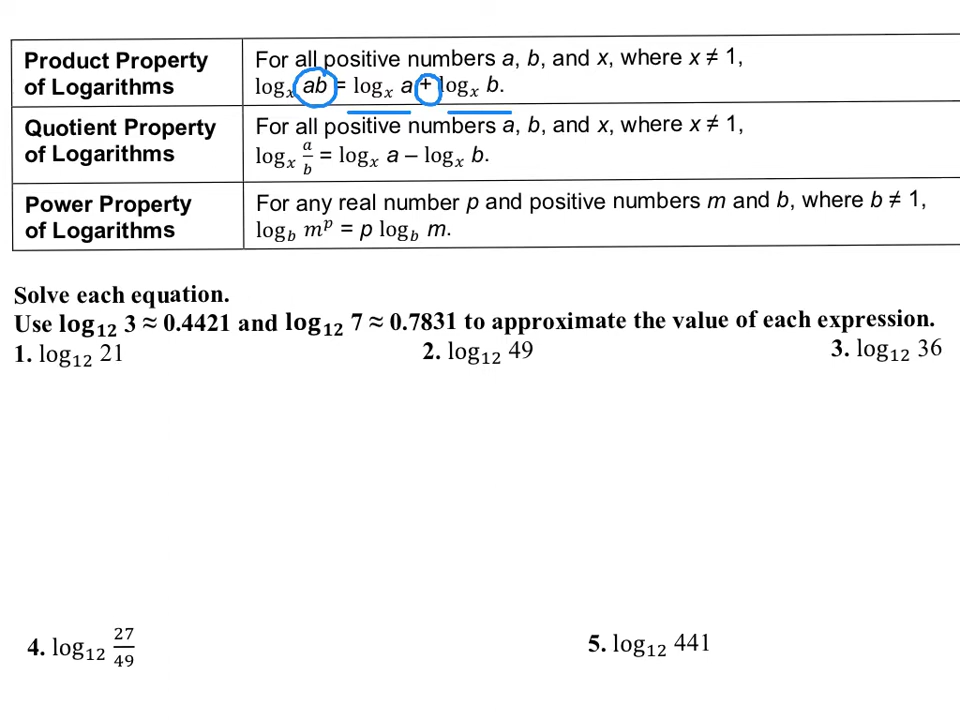 Product Property of Logarithms
For all positive numbers a, b, and x, where x ≠ 1,
logₓ ab = logₓ a + logₓ b.
Quotient Property of Logarithms
For all positive numbers a, b, and x, where x ≠ 1,
logₓ a/b = logₓ a – logₓ b.
Power Property of Logarithms
For any real number p and positive numbers m and b, where b ≠ 1,
log_b mᵖ = p log_b m.
Solve each equation.
Use log₁₂ 3 ≈ 0.4421 and log₁₂ 7 ≈ 0.7831 to approximate the value of each expression.
1. log₁₂ 21 2. log₁₂ 49 3. log₁₂ 36
4. log₁₂ 27/49 5. log₁₂ 441